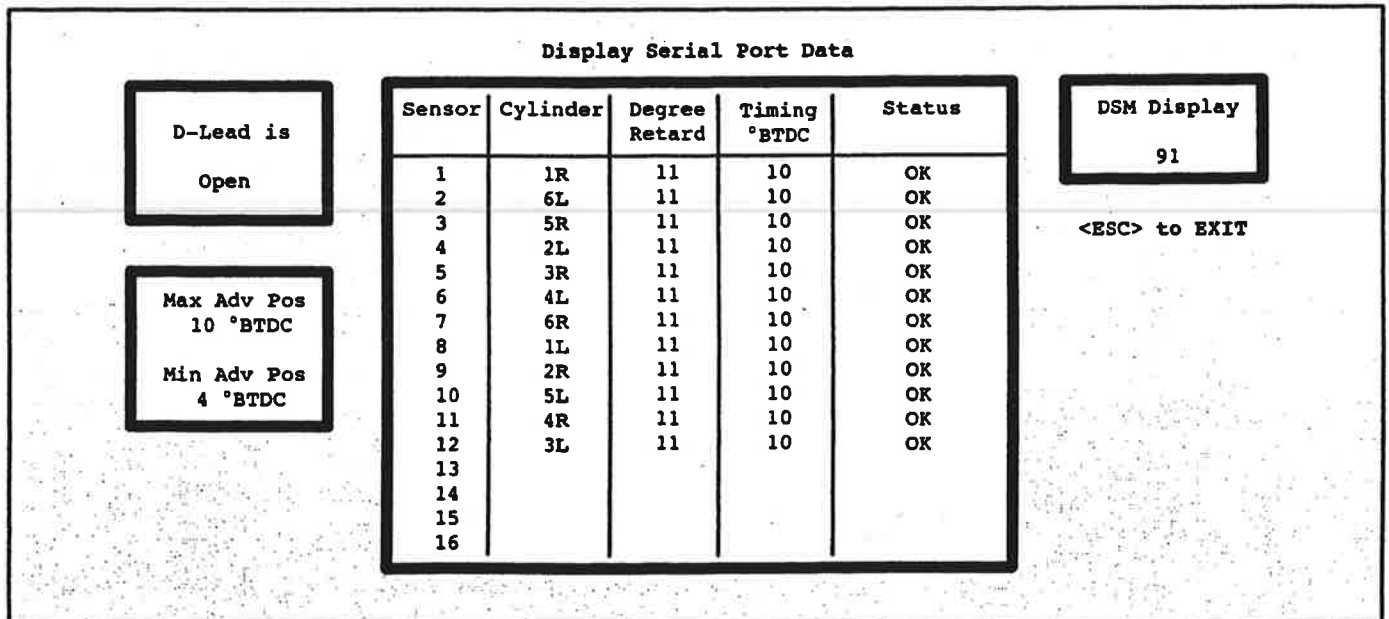 Display Serial Port Data
D-Lead is
Open
Max Adv Pos
10 °BTDC
Min Adv Pos
4 °BTDC
Sensor Cylinder Degree Retard Timing °BTDC Status
1 1R 11 10 OK
2 6L 11 10 OK
3 5R 11 10 OK
4 2L 11 10 OK
5 3R 11 10 OK
6 4L 11 10 OK
7 6R 11 10 OK
8 1L 11 10 OK
9 2R 11 10 OK
10 5L 11 10 OK
11 4R 11 10 OK
12 3L 11 10 OK
13
14
15
16
DSM Display
91
<ESC> to EXIT